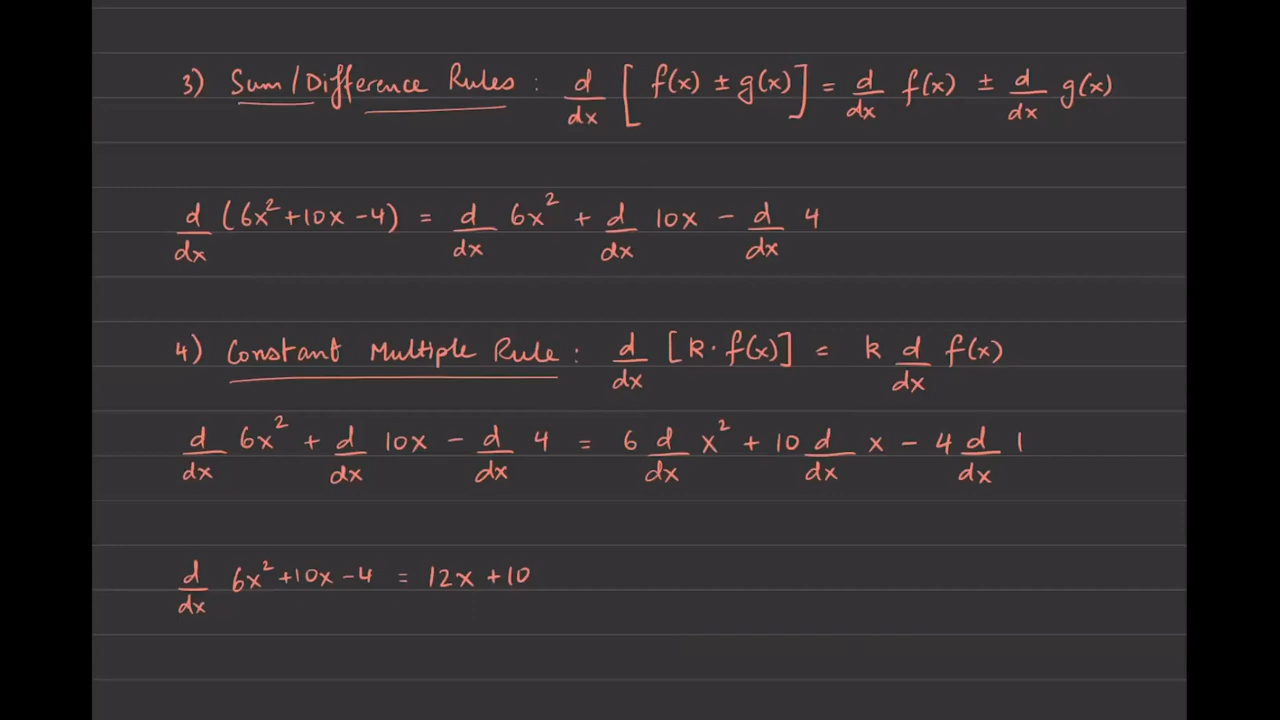 3) Sum/Difference Rules : d/dx [f(x) ± g(x)] = d/dx f(x) ± d/dx g(x)
d/dx (6x² + 10x - 4) = d/dx 6x² + d/dx 10x - d/dx 4
4) Constant Multiple Rule : d/dx [k · f(x)] = k d/dx f(x)
d/dx 6x² + d/dx 10x - d/dx 4 = 6 d/dx x² + 10 d/dx x - 4 d/dx 1
d/dx 6x² + 10x - 4 = 12x + 10